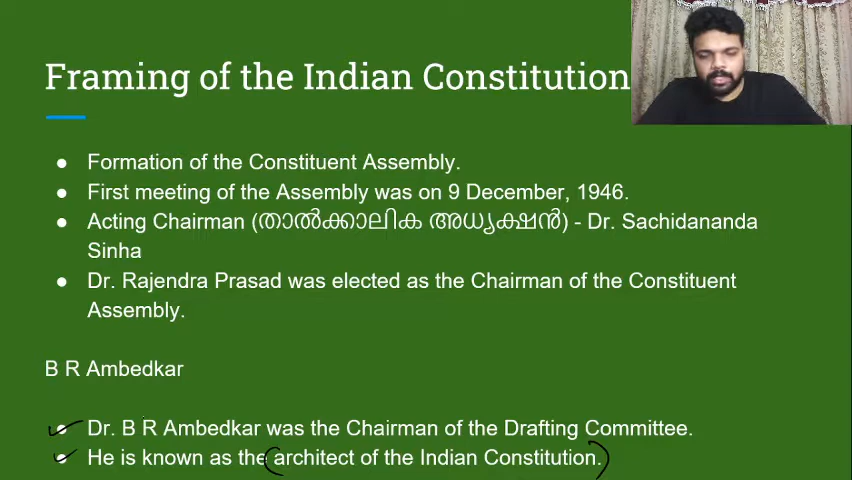 Framing of the Indian Constitution
● Formation of the Constituent Assembly.
● First meeting of the Assembly was on 9 December, 1946.
● Acting Chairman (താൽക്കാലിക അധ്യക്ഷൻ) - Dr. Sachidananda
Sinha
● Dr. Rajendra Prasad was elected as the Chairman of the Constituent
Assembly.
B R Ambedkar
● Dr. B R Ambedkar was the Chairman of the Drafting Committee.
● He is known as the architect of the Indian Constitution.